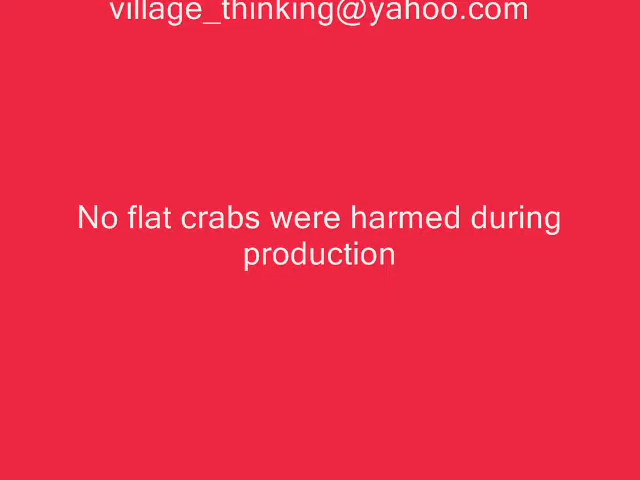 village_thinking@yahoo.com
No flat crabs were harmed during
production